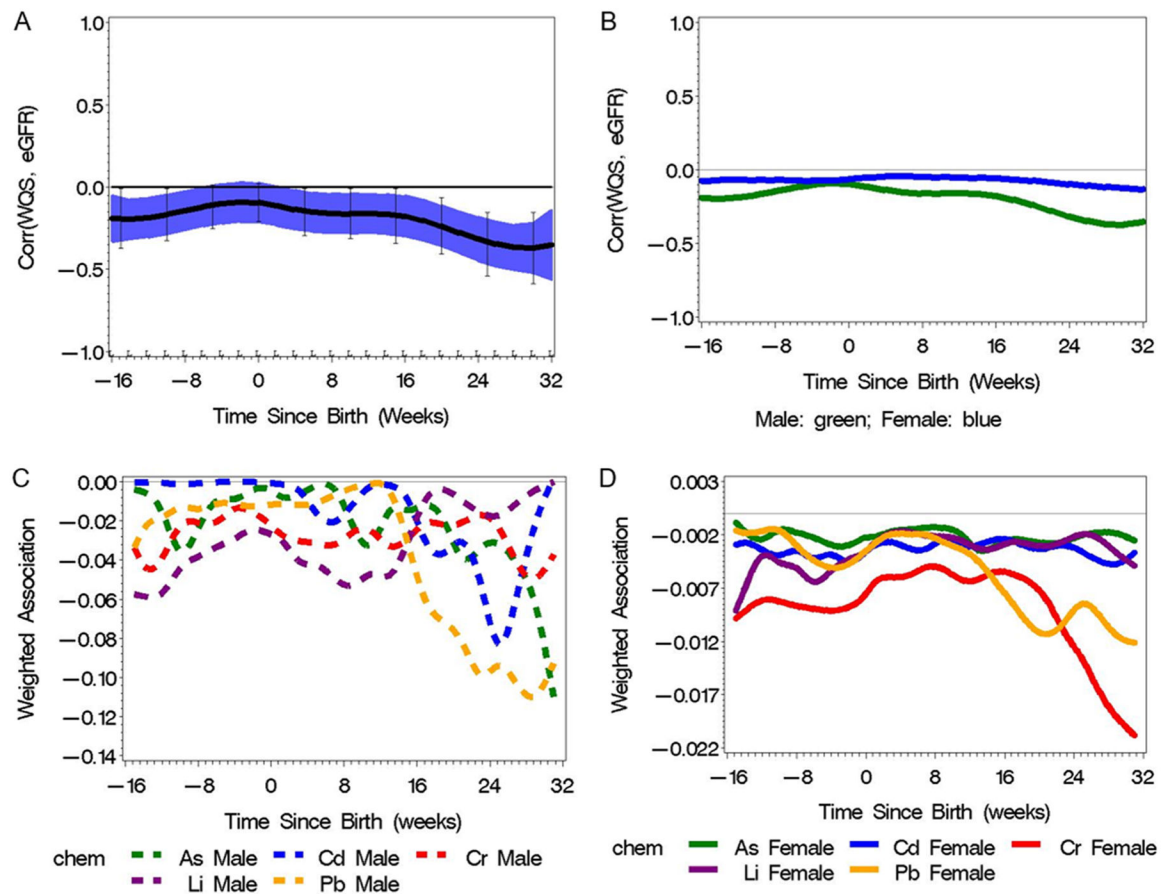 A
1.0
0.5
0.0
−0.5
−1.0
Corr(WQS, eGFR)
−16 −8 0 8 16 24 32
Time Since Birth (Weeks)
B
1.0
0.5
0.0
−0.5
−1.0
Corr(WQS, eGFR)
−16 −8 0 8 16 24 32
Time Since Birth (Weeks)
Male: green; Female: blue
C
0.00
−0.02
−0.04
−0.06
−0.08
−0.10
−0.12
−0.14
Weighted Association
−16 −8 0 8 16 24 32
Time Since Birth (weeks)
chem As Male Cd Male Cr Male
Li Male Pb Male
D
0.003
−0.002
−0.007
−0.012
−0.017
−0.022
Weighted Association
−16 −8 0 8 16 24 32
Time Since Birth (weeks)
chem As Female Cd Female Cr Female
Li Female Pb Female